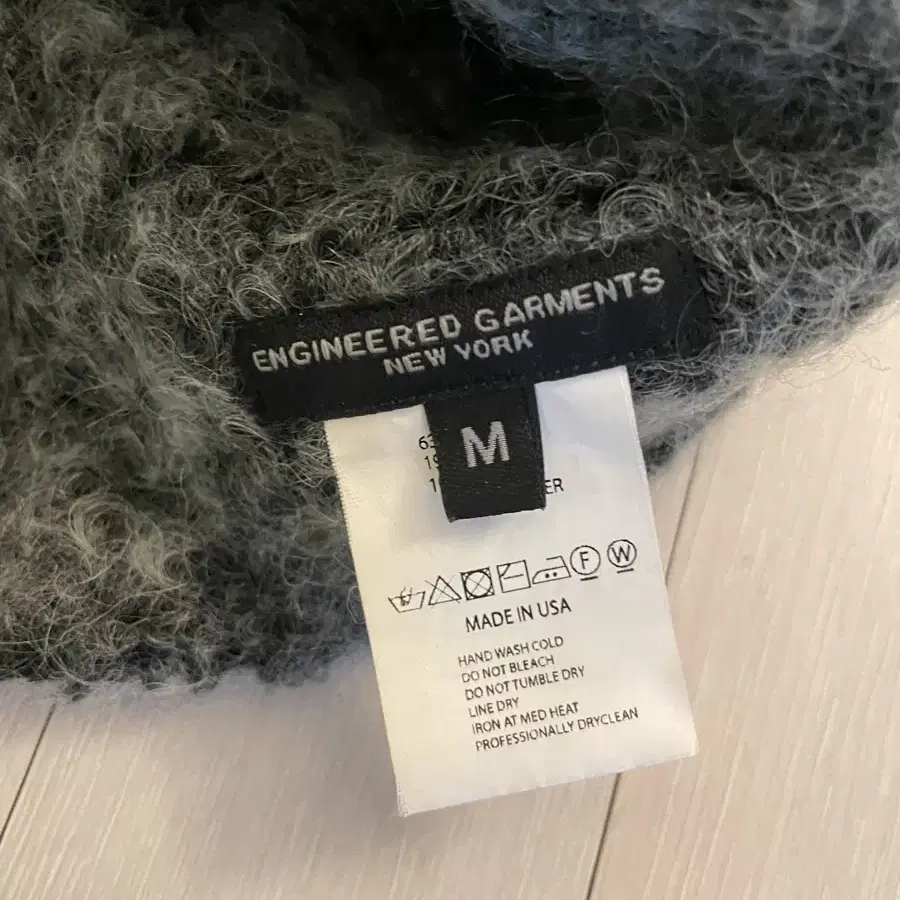 ENGINEERED GARMENTS
NEW YORK
M
F W
MADE IN USA
HAND WASH COLD
DO NOT BLEACH
DO NOT TUMBLE DRY
LINE DRY
IRON AT MED HEAT
PROFESSIONALLY DRYCLEAN